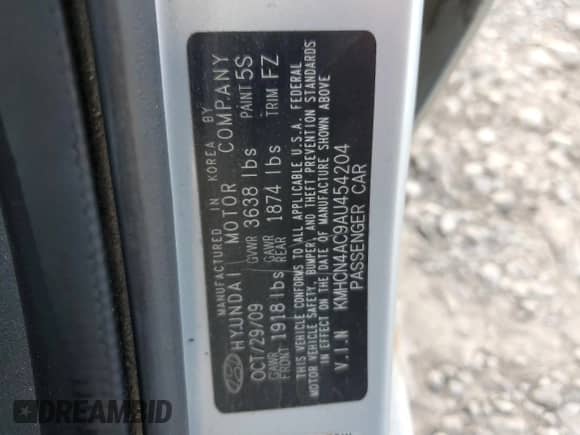 MANUFACTURED IN KOREA BY
HYUNDAI MOTOR COMPANY
OCT/29/09 GVWR 3638 lbs PAINT 5S
GAWR FRONT 1918 lbs GAWR REAR 1874 lbs TRIM FZ
THIS VEHICLE CONFORMS TO ALL APPLICABLE U.S.A. FEDERAL
MOTOR VEHICLE SAFETY, BUMPER, AND THEFT PREVENTION STANDARDS
IN EFFECT ON THE DATE OF MANUFACTURE SHOWN ABOVE
V.I.N KMHCN4AC9AU454204
PASSENGER CAR
DREAMBID